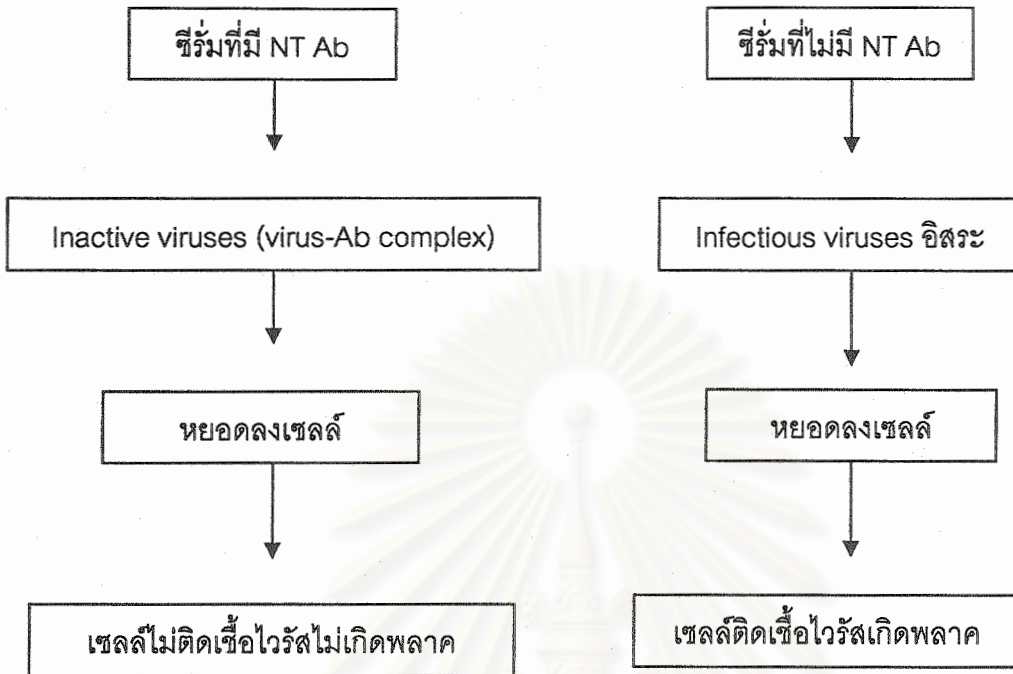 ซีรั่มที่มี NT Ab
ซีรั่มที่ไม่มี NT Ab
Inactive viruses (virus-Ab complex)
Infectious viruses อิสระ
หยอดลงเซลล์
หยอดลงเซลล์
เซลล์ไม่ติดเชื้อไวรัสไม่เกิดพลาค
เซลล์ติดเชื้อไวรัสเกิดพลาค